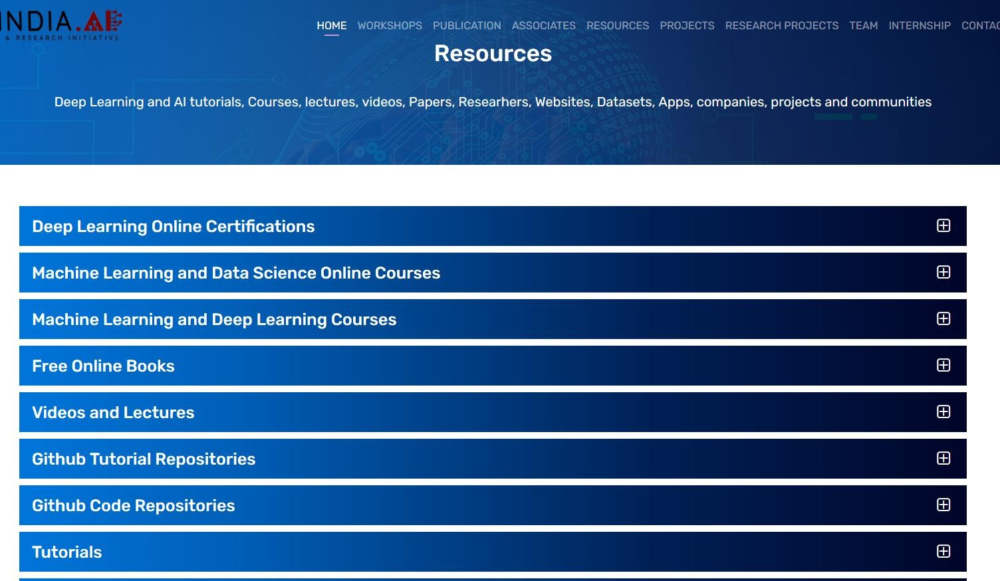 INDIA.AI
& RESEARCH INITIATIVE
HOME WORKSHOPS PUBLICATION ASSOCIATES RESOURCES PROJECTS RESEARCH PROJECTS TEAM INTERNSHIP CONTAC
Resources
Deep Learning and AI tutorials, Courses, lectures, videos, Papers, Researhers, Websites, Datasets, Apps, companies, projects and communities
Deep Learning Online Certifications
Machine Learning and Data Science Online Courses
Machine Learning and Deep Learning Courses
Free Online Books
Videos and Lectures
Github Tutorial Repositories
Github Code Repositories
Tutorials